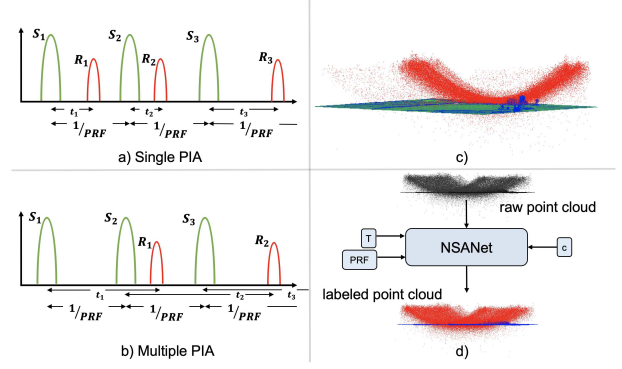 S₁ S₂ S₃
R₁ R₂ R₃
t₁ t₂ t₃
1/PRF 1/PRF 1/PRF
a) Single PIA
c)
S₁ S₂ S₃
R₁ R₂
t₁ t₂ t₃
1/PRF 1/PRF 1/PRF
b) Multiple PIA
raw point cloud
T
PRF
NSANet
c
labeled point cloud
d)